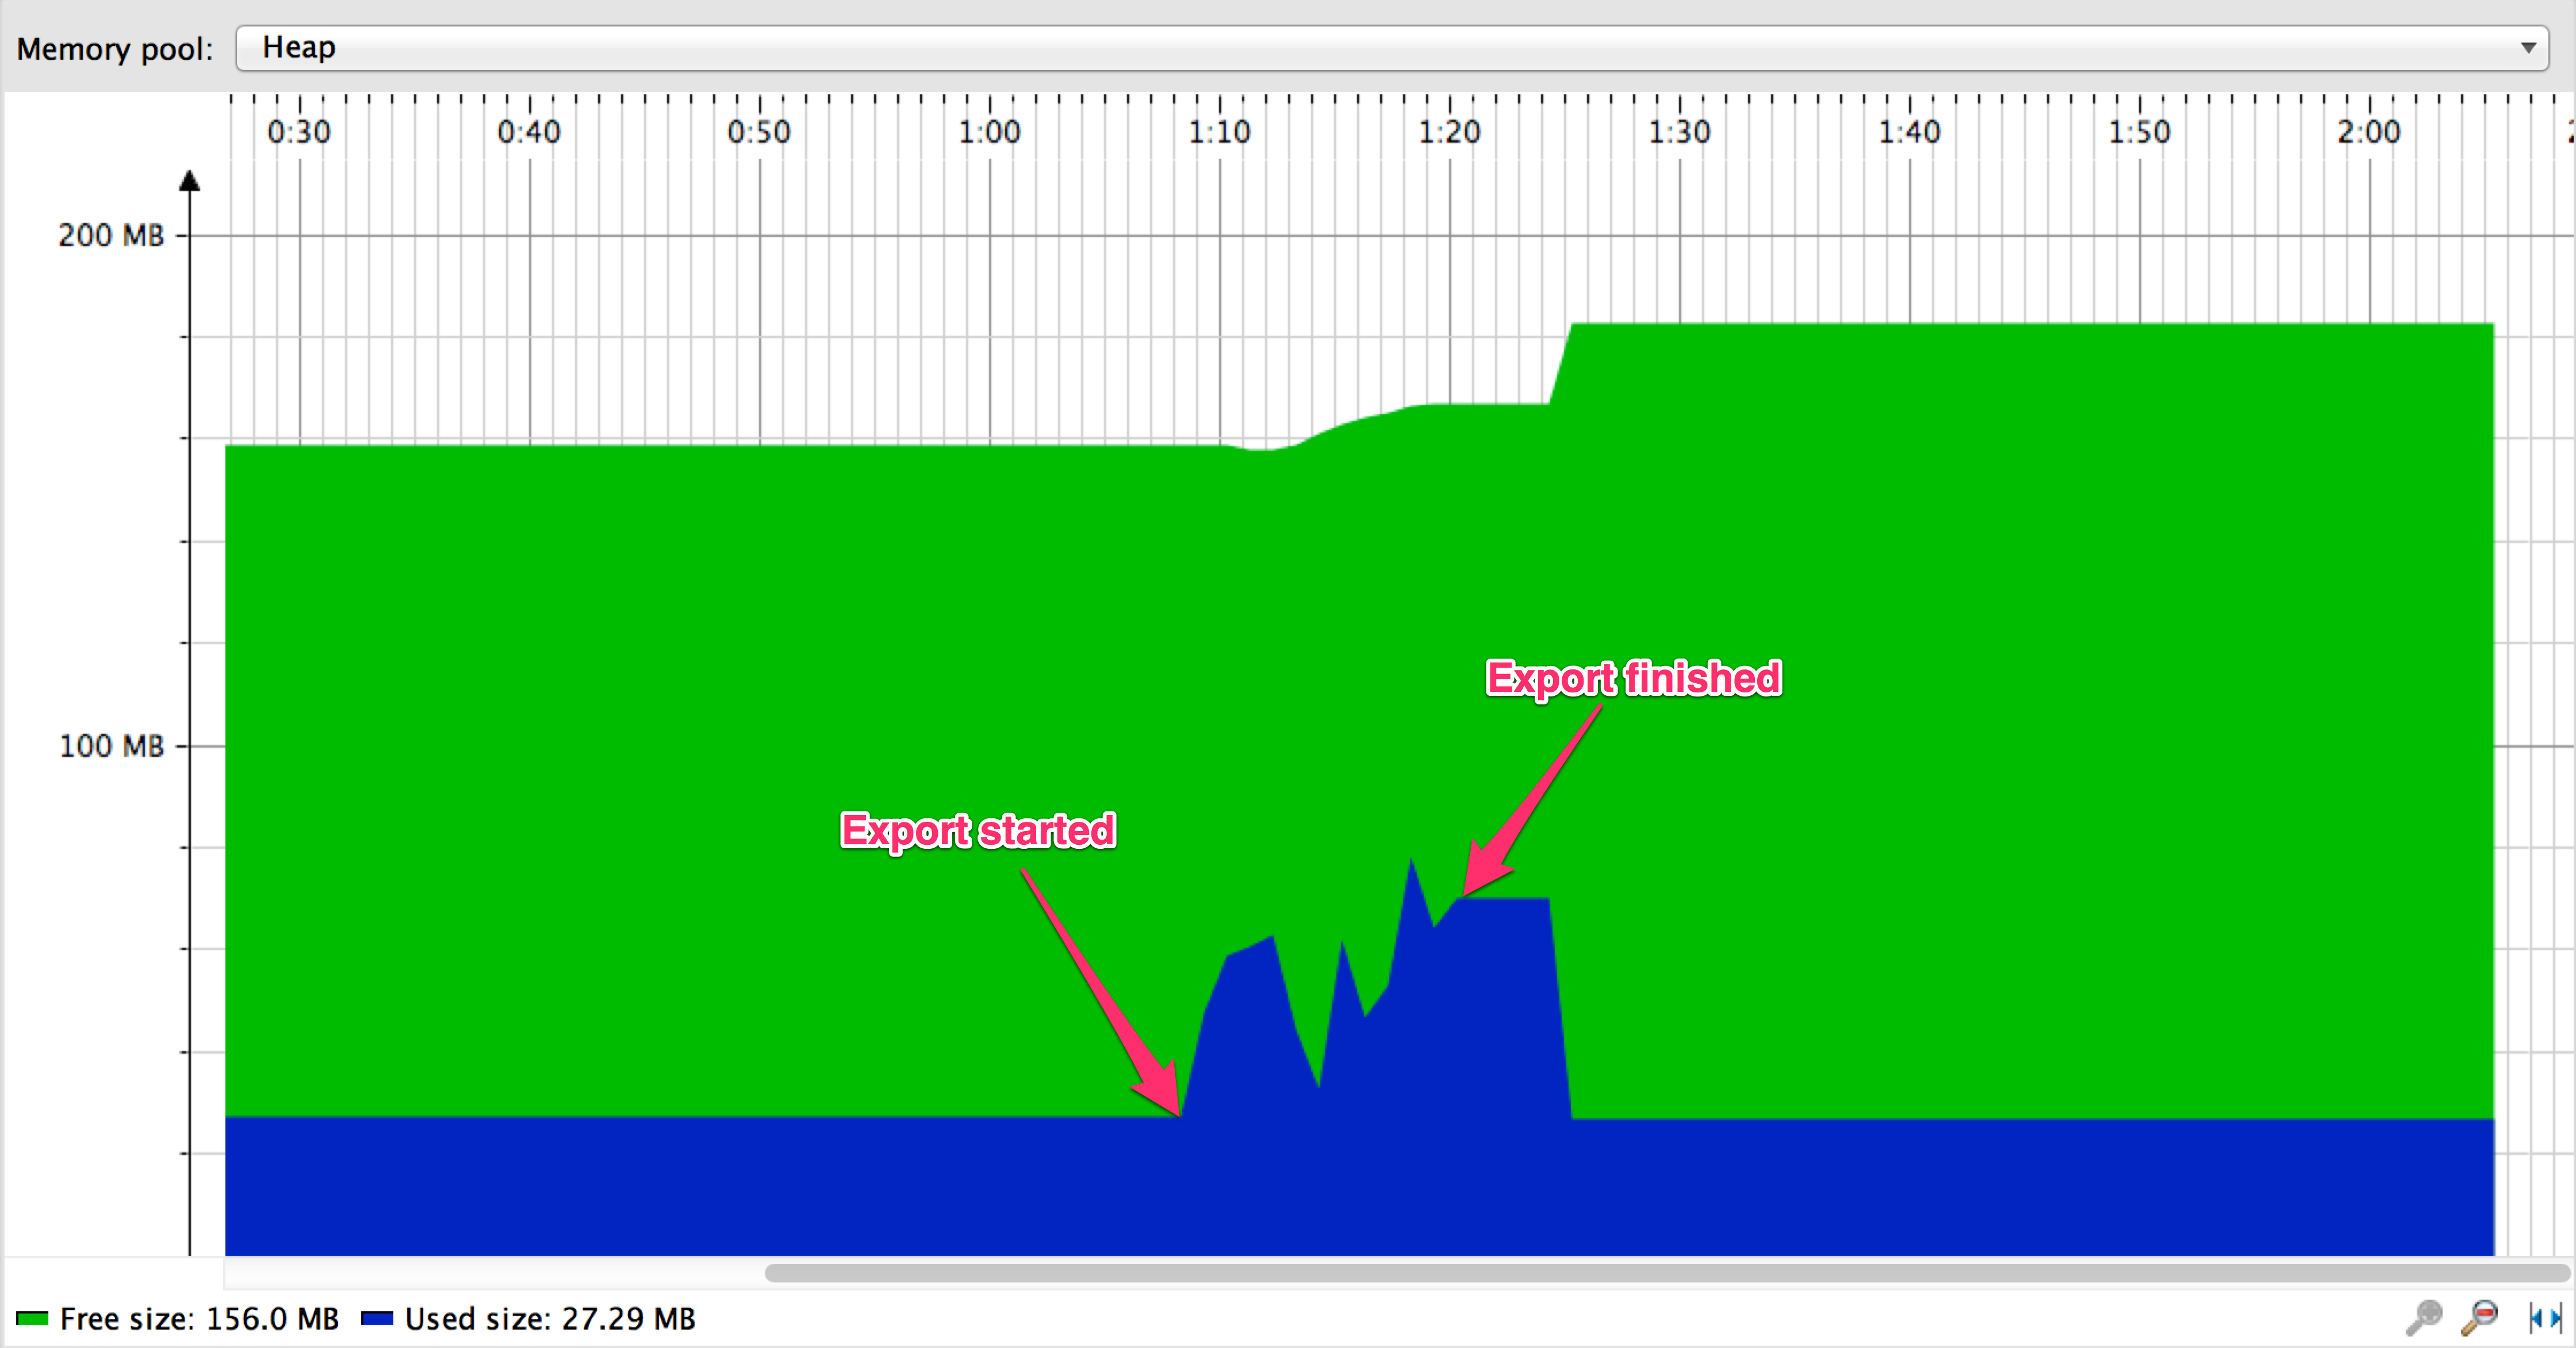 Memory pool: Heap
0:30 0:40 0:50 1:00 1:10 1:20 1:30 1:40 1:50 2:00
200 MB
Export finished
100 MB
Export started
Free size: 156.0 MB Used size: 27.29 MB